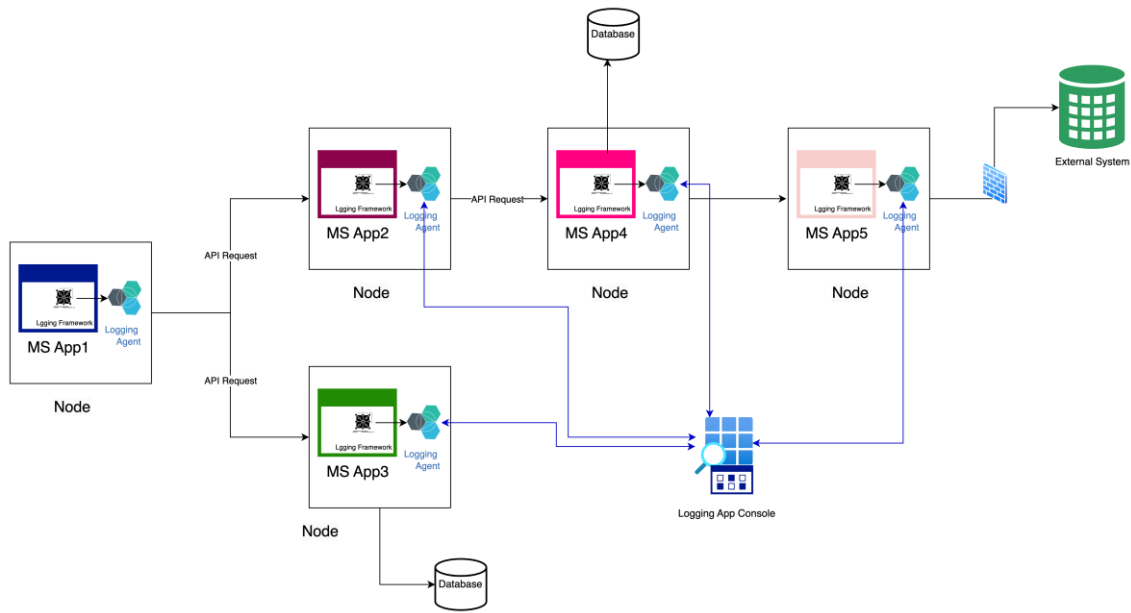 Database
External System
Lgging Framework
Logging
Agent
MS App2
Node
API Request
Lgging Framework
Logging
Agent
MS App4
Node
Lgging Framework
Logging
Agent
MS App5
Node
API Request
Lgging Framework
Logging
Agent
MS App1
Node
API Request
Lgging Framework
Logging
Agent
MS App3
Node
Logging App Console
Database